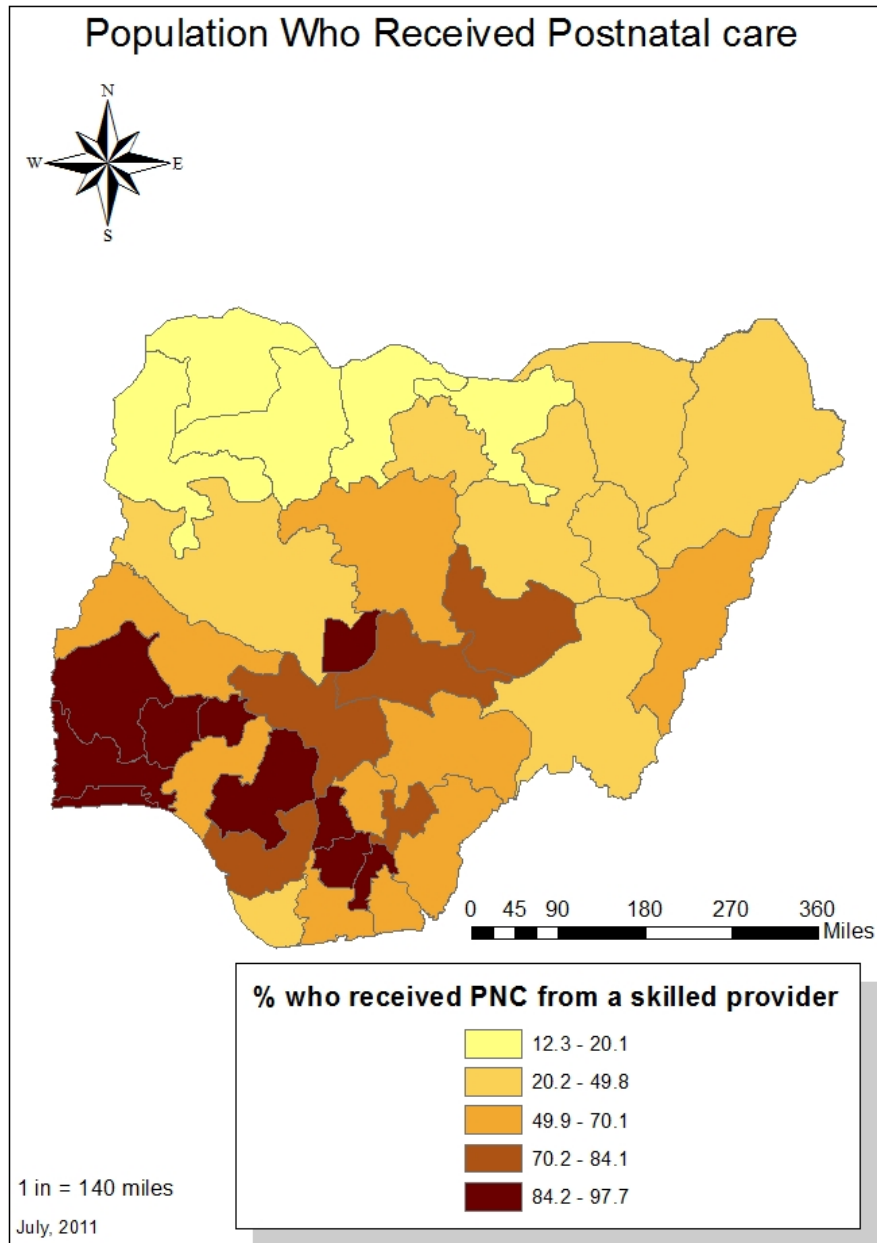 Population Who Received Postnatal care
N
W E
S
0 45 90 180 270 360
Miles
% who received PNC from a skilled provider
12.3 - 20.1
20.2 - 49.8
49.9 - 70.1
70.2 - 84.1
84.2 - 97.7
1 in = 140 miles
July, 2011